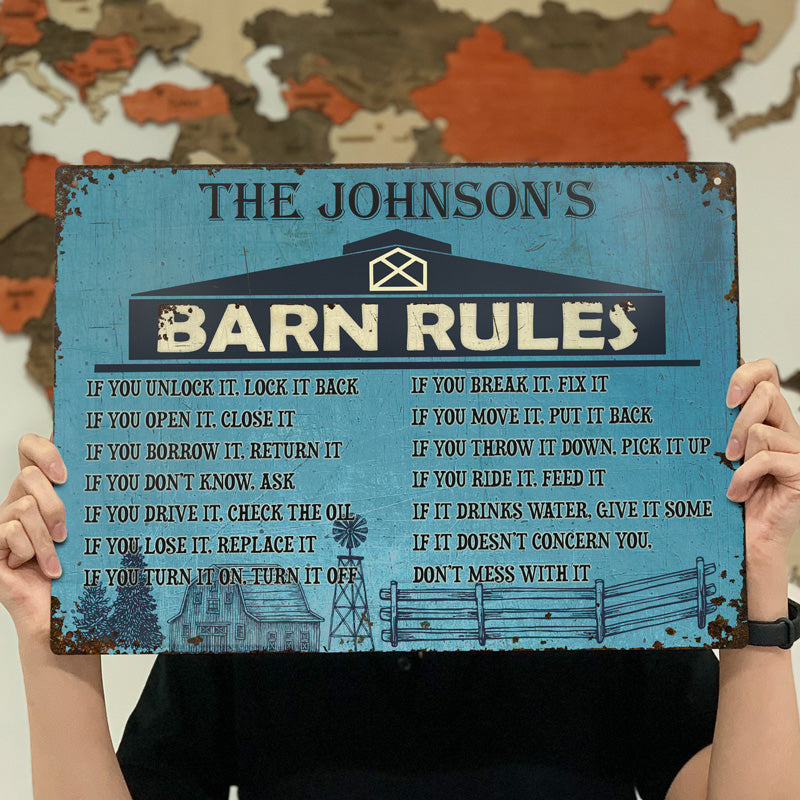 THE JOHNSON'S
BARN RULES
IF YOU UNLOCK IT, LOCK IT BACK
IF YOU OPEN IT, CLOSE IT
IF YOU BORROW IT, RETURN IT
IF YOU DON'T KNOW, ASK
IF YOU DRIVE IT, CHECK THE OIL
IF YOU LOSE IT, REPLACE IT
IF YOU TURN IT ON, TURN IT OFF
IF YOU BREAK IT, FIX IT
IF YOU MOVE IT, PUT IT BACK
IF YOU THROW IT DOWN, PICK IT UP
IF YOU RIDE IT, FEED IT
IF IT DRINKS WATER, GIVE IT SOME
IF IT DOESN'T CONCERN YOU,
DON'T MESS WITH IT